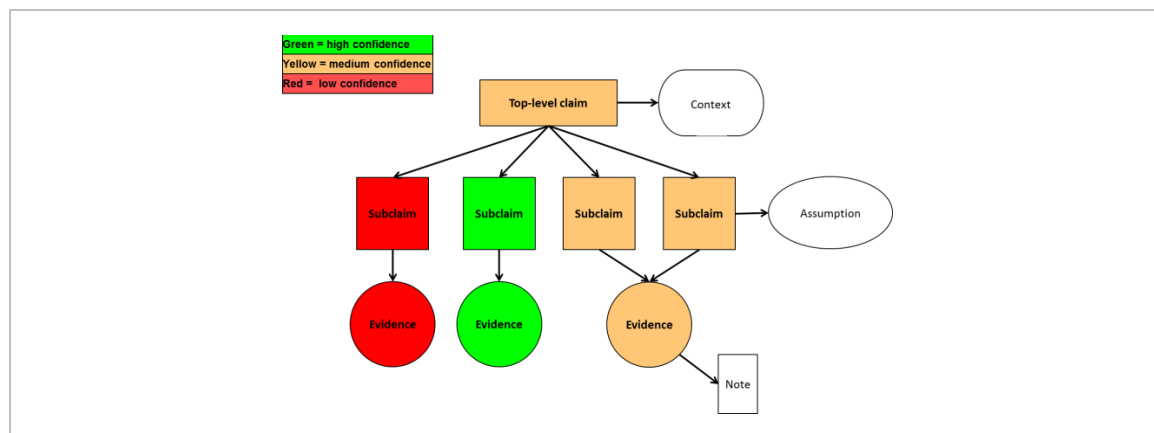 Green = high confidence
Yellow = medium confidence
Red =  low confidence
Top-level claim
Context
Subclaim
Subclaim
Subclaim
Subclaim
Assumption
Evidence
Evidence
Evidence
Note